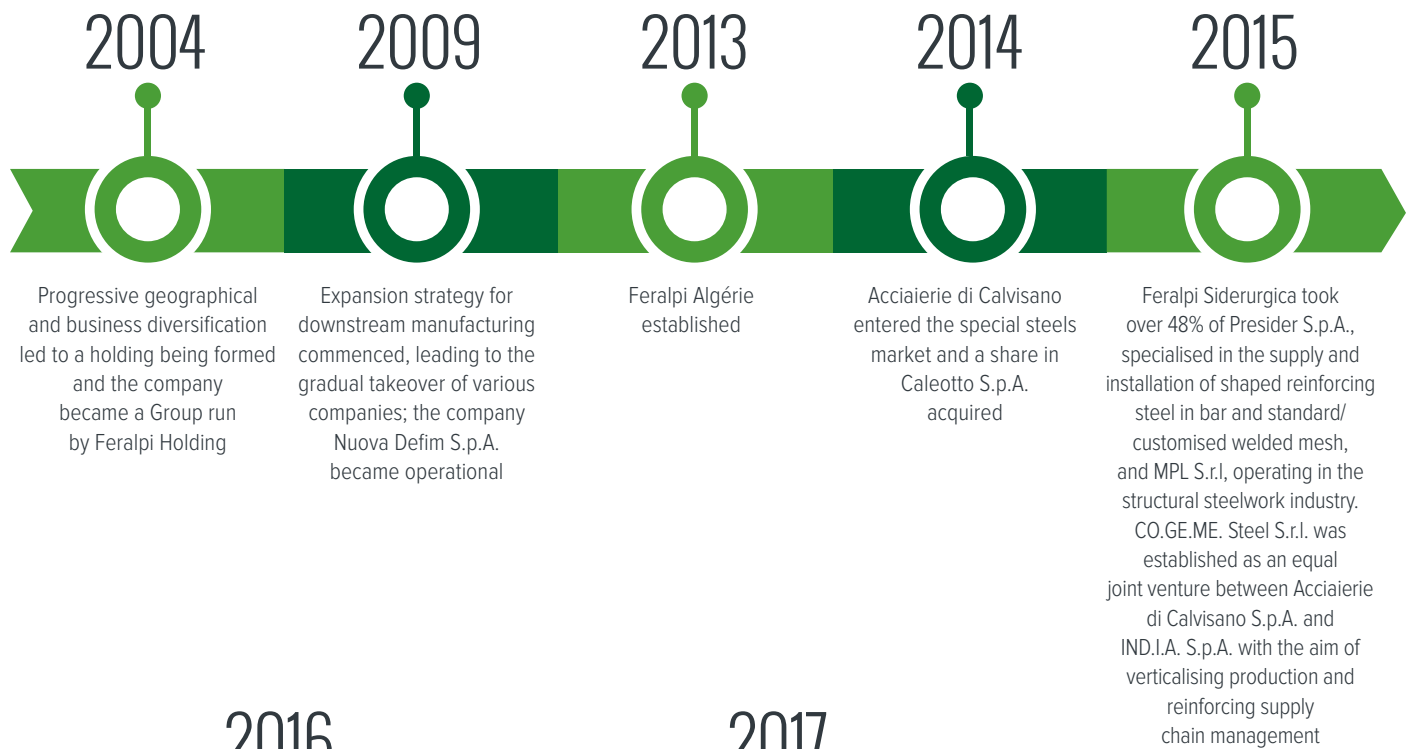 2004
Progressive geographical
and business diversification
led to a holding being formed
and the company
became a Group run
by Feralpi Holding
2009
Expansion strategy for
downstream manufacturing
commenced, leading to the
gradual takeover of various
companies; the company
Nuova Defim S.p.A.
became operational
2013
Feralpi Algérie
established
2014
Acciaierie di Calvisano
entered the special steels
market and a share in
Caleotto S.p.A.
acquired
2015
Feralpi Siderurgica took
over 48% of Presider S.p.A.,
specialised in the supply and
installation of shaped reinforcing
steel in bar and standard/
customised welded mesh,
and MPL S.r.l, operating in the
structural steelwork industry.
CO.GE.ME. Steel S.r.l. was
established as an equal
joint venture between Acciaierie
di Calvisano S.p.A. and
IND.I.A. S.p.A. with the aim of
verticalising production and
reinforcing supply
chain management
2016
2017